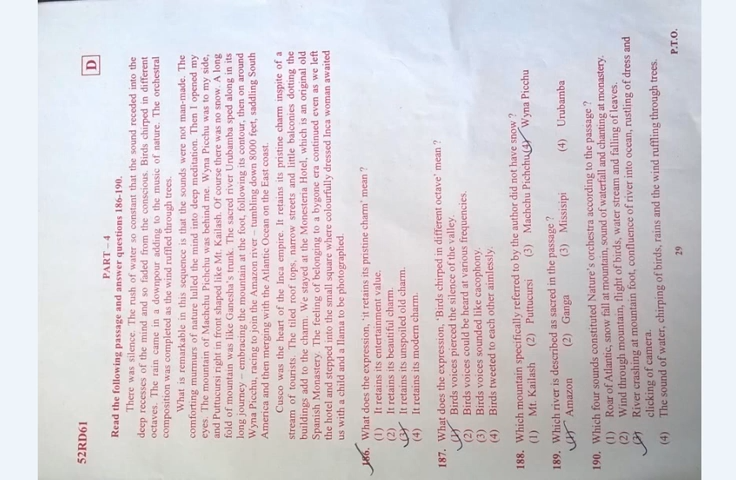 52RD61
D
PART – 4
Read the following passage and answer questions 186-190.
There was silence. The rush of water so constant that the sound receded into the
deep recesses of the mind and so faded from the conscious. Birds chirped in different
octaves. The rain came in a downpour adding to the music of nature. The orchestral
composition was completed as the wind ruffled through trees.
What is remarkable in this sequence is that the sounds were not man-made. The
comforting murmurs of nature lulled the mind into deep meditation. Then I opened my
eyes. The mountain of Machchu Pichchu was behind me. Wyna Picchu was to my side,
and Puttucursi right in front shaped like Mt. Kailash. Of course there was no snow. A long
fold of mountain was like Ganesha's trunk. The sacred river Urubamba sped along in its
long journey – embracing the mountain at the foot, following its contour, then on around
Wyna Picchu, racing to join the Amazon river – tumbling down 8000 feet, saddling South
America and then merging with the Atlantic Ocean on the East coast.
Cusco was the heart of the Inca empire. It retains its pristine charm inspite of a
stream of tourists. The tiled roof tops, narrow streets and little balconies dotting the
buildings add to the charm. We stayed at the Monesteria Hotel, which is an original old
Spanish Monastery. The feeling of belonging to a bygone era continued even as we left
the hotel and stepped into the small square where colourfully dressed Inca woman awaited
us with a child and a llama to be photographed.
186. What does the expression, 'it retains its pristine charm' mean ?
(1) It retains its entertainment value.
(2) It retains its beautiful charm.
(3) It retains its unspoiled old charm.
(4) It retains its modern charm.
187. What does the expression, 'Birds chirped in different octave' mean ?
(1) Birds voices pierced the silence of the valley.
(2) Birds voices could be heard at various frequencies.
(3) Birds voices sounded like cacophony.
(4) Birds tweeted to each other aimlessly.
188. Which mountain specifically referred to by the author did not have snow ?
(1) Mt. Kailash (2) Puttucursi (3) Machchu Pichchu (4) Wyna Picchu
189. Which river is described as sacred in the passage ?
(1) Amazon (2) Ganga (3) Missisipi (4) Urubamba
190. Which four sounds constituted Nature's orchestra according to the passage ?
(1) Roar of Atlantic, snow fall at mountain, sound of waterfall and chanting at monastery.
(2) Wind through mountain, flight of birds, water stream and falling of leaves.
(3) River crashing at mountain foot, confluence of river into ocean, rustling of dress and
clicking of camera.
(4) The sound of water, chirping of birds, rains and the wind ruffling through trees.
29
P.T.O.